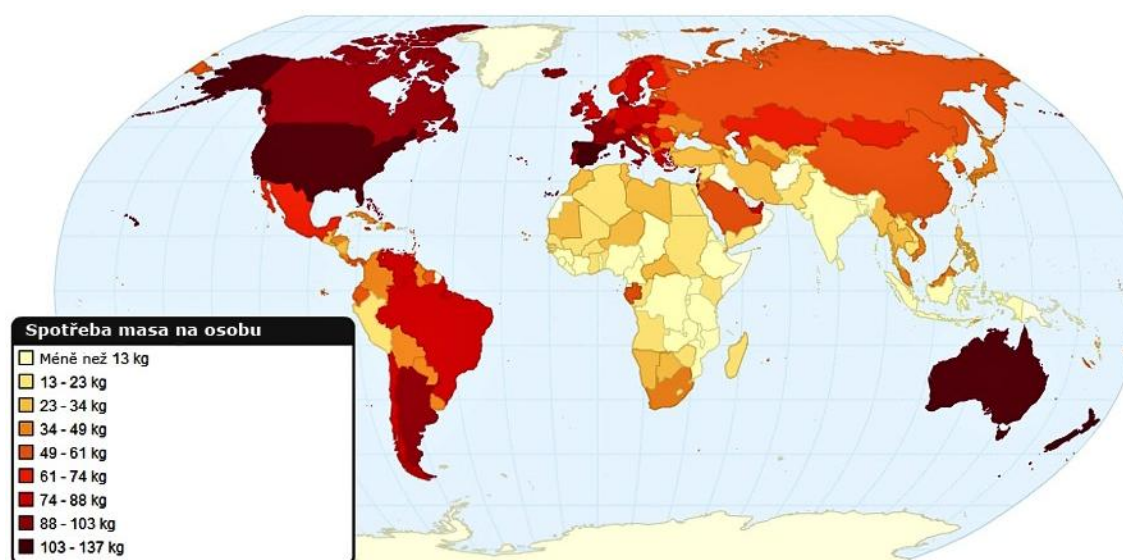 Spotřeba masa na osobu
Méně než 13 kg
13 - 23 kg
23 - 34 kg
34 - 49 kg
49 - 61 kg
61 - 74 kg
74 - 88 kg
88 - 103 kg
103 - 137 kg